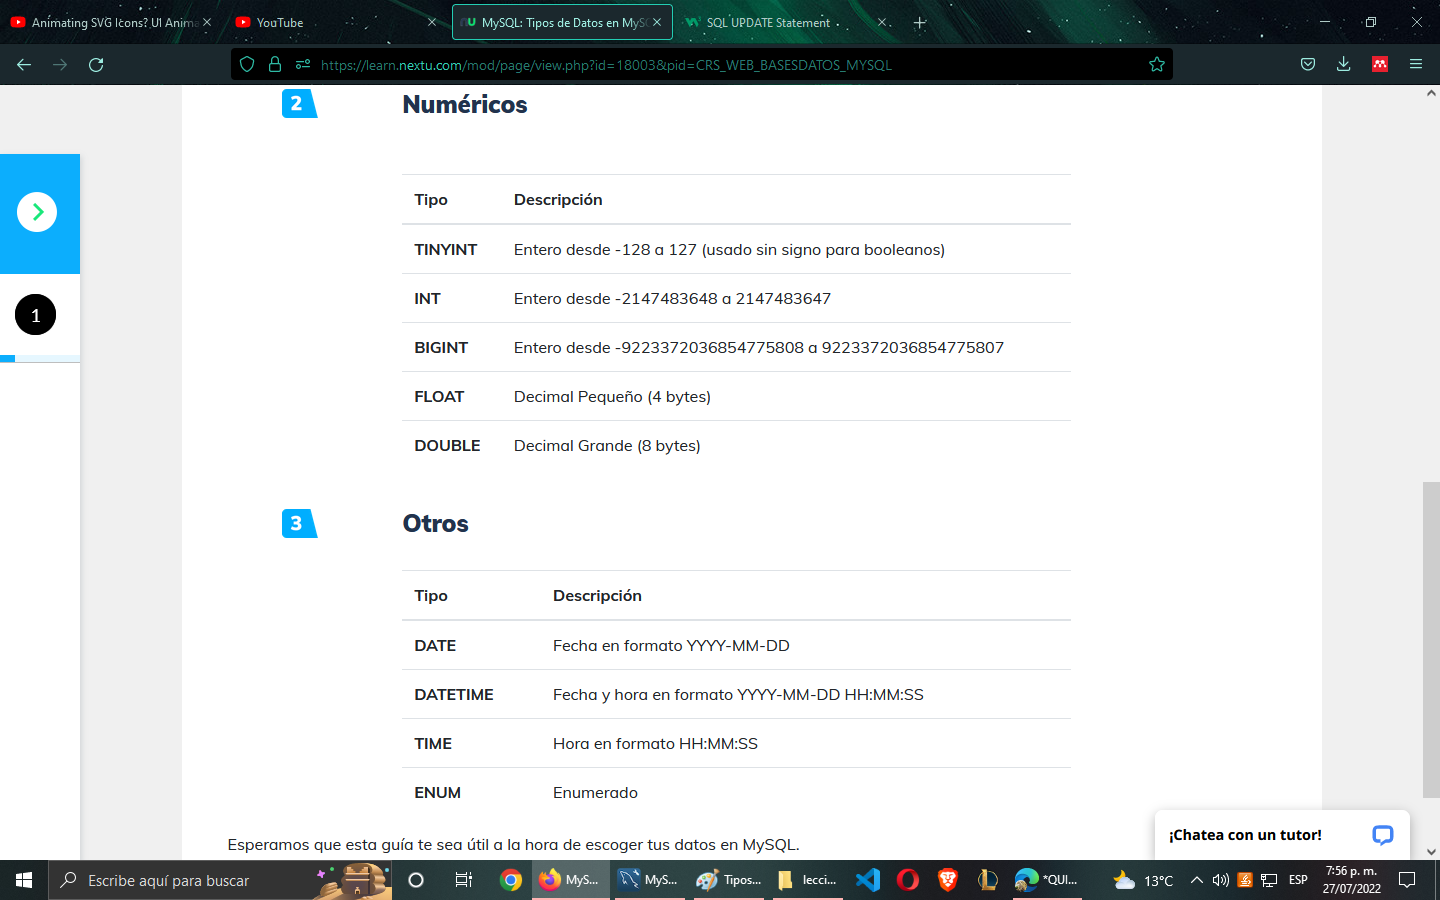 Animating SVG Icons? UI Anima
YouTube
MySQL: Tipos de Datos en MySQ
SQL UPDATE Statement
https://learn.nextu.com/mod/page/view.php?id=18003&pid=CRS_WEB_BASESDATOS_MYSQL
2 Numéricos
Tipo Descripción
TINYINT Entero desde -128 a 127 (usado sin signo para booleanos)
1
INT Entero desde -2147483648 a 2147483647
BIGINT Entero desde -9223372036854775808 a 9223372036854775807
FLOAT Decimal Pequeño (4 bytes)
DOUBLE Decimal Grande (8 bytes)
3 Otros
Tipo Descripción
DATE Fecha en formato YYYY-MM-DD
DATETIME Fecha y hora en formato YYYY-MM-DD HH:MM:SS
TIME Hora en formato HH:MM:SS
ENUM Enumerado
Esperamos que esta guía te sea útil a la hora de escoger tus datos en MySQL.
¡Chatea con un tutor!
Escribe aquí para buscar
MyS...
MyS...
Tipos...
lecci...
*QUI...
13°C
ESP
7:56 p. m.
27/07/2022